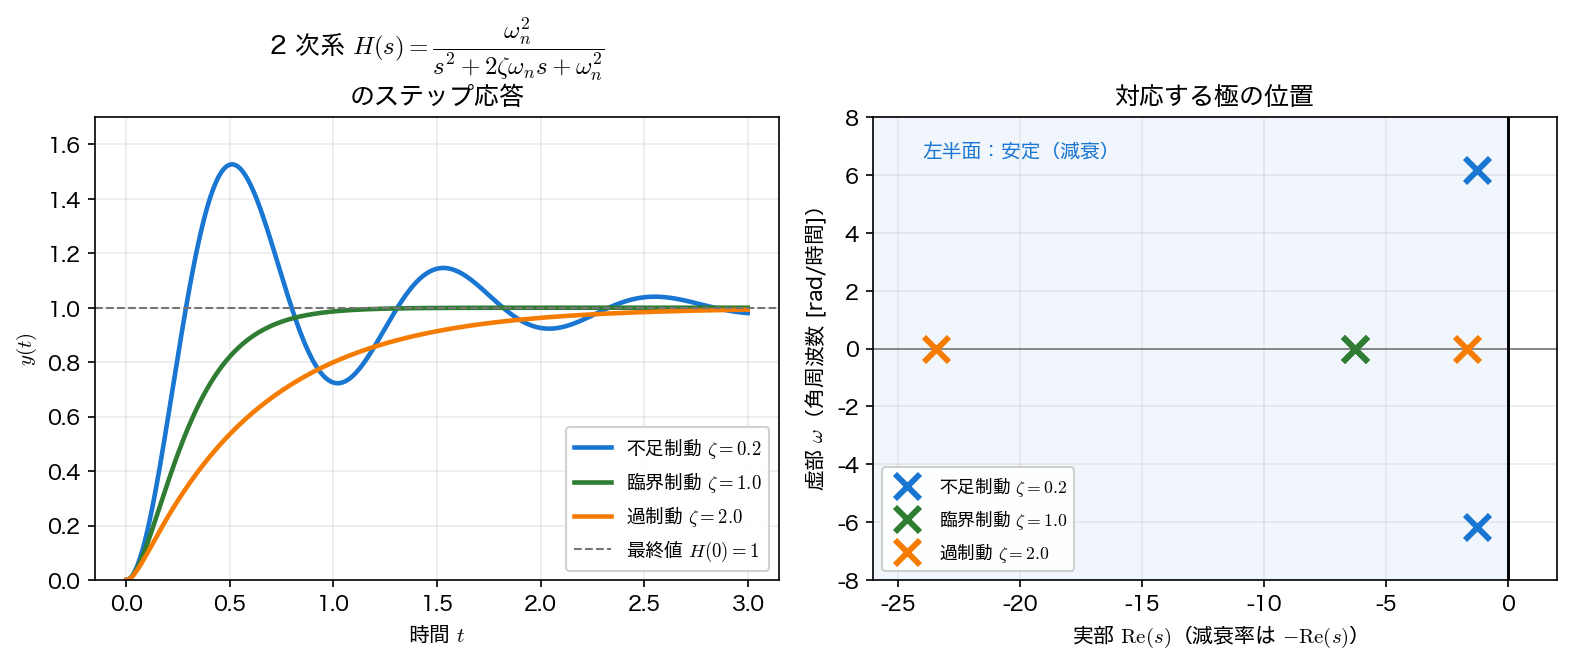 2 次系 $H(s) = \dfrac{\omega_n^2}{s^2 + 2\zeta\omega_n s + \omega_n^2}$
のステップ応答
1.6
1.4
1.2
1.0
0.8
0.6
0.4
0.2
0.0
y(t)
0.0 0.5 1.0 1.5 2.0 2.5 3.0
時間 t
不足制動 ζ=0.2
臨界制動 ζ=1.0
過制動 ζ=2.0
最終値 H(0)=1
対応する極の位置
左半面：安定（減衰）
8
6
4
2
0
-2
-4
-6
-8
虚部 ω（角周波数 [rad/時間]）
-25 -20 -15 -10 -5 0
実部 Re(s)（減衰率は −Re(s)）
不足制動 ζ=0.2
臨界制動 ζ=1.0
過制動 ζ=2.0